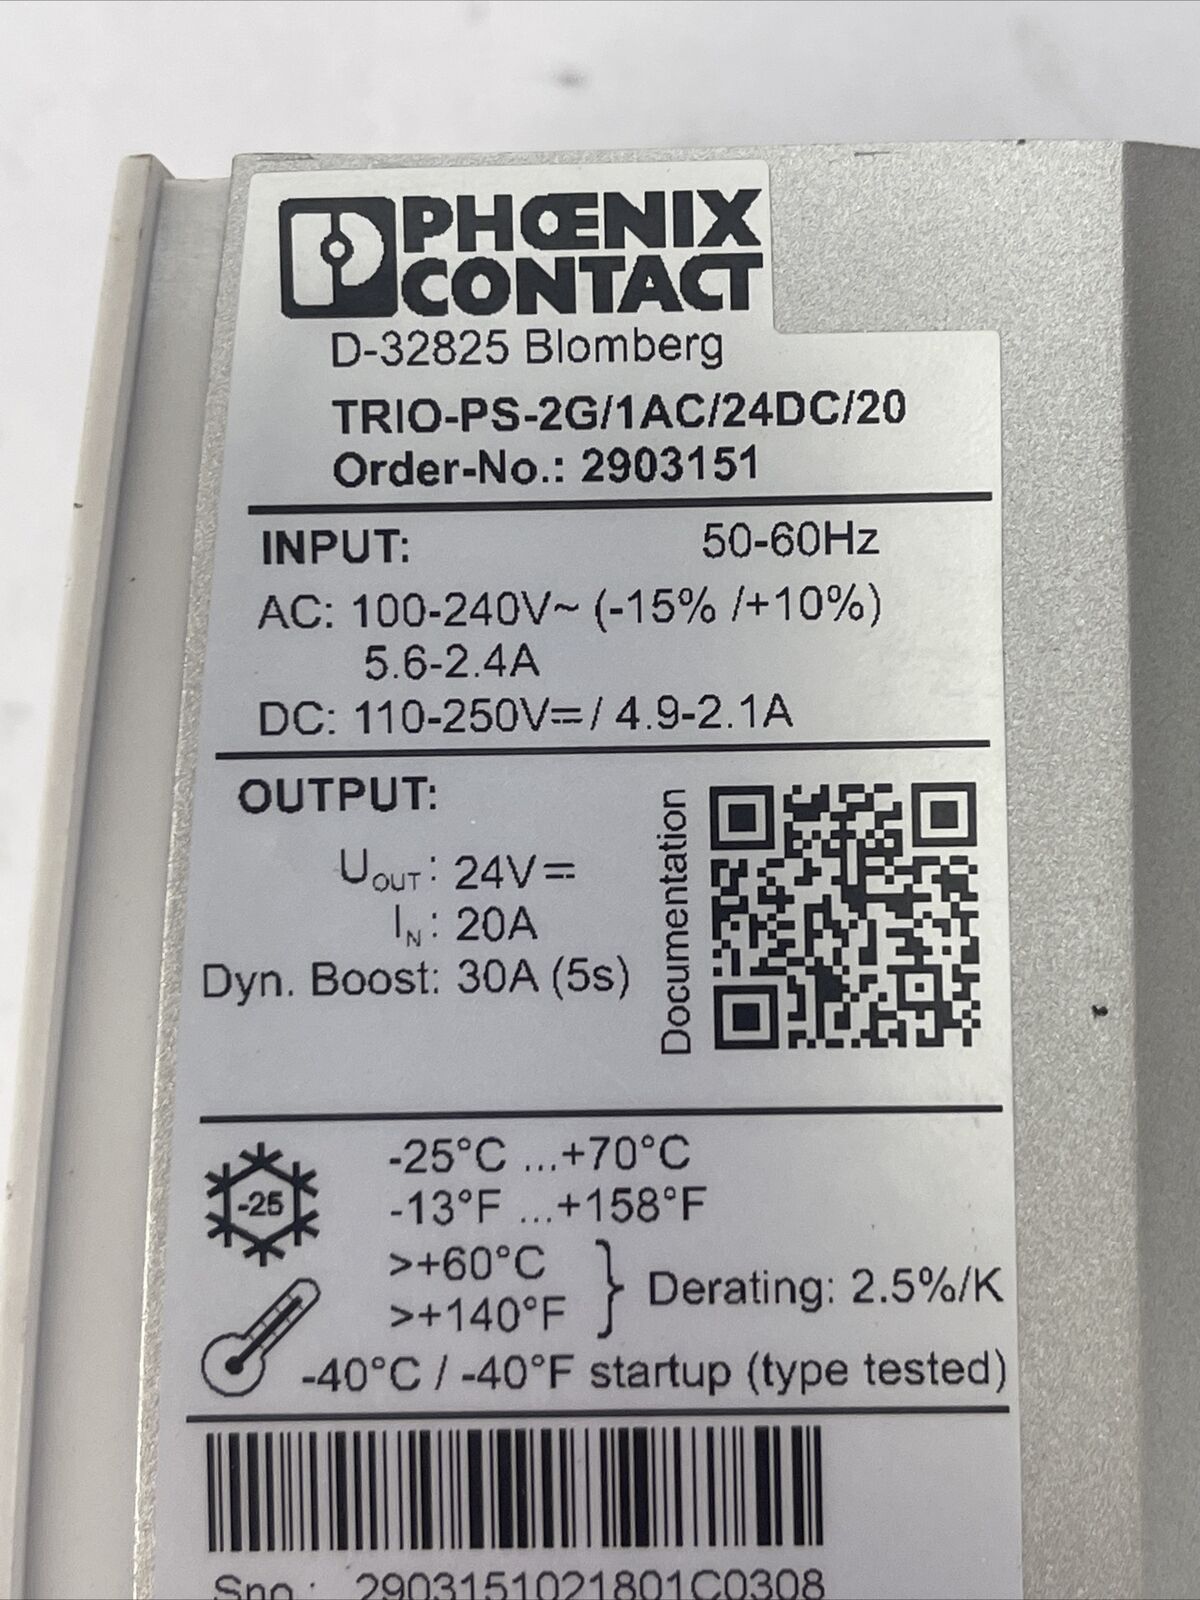 PHŒNIX
CONTACT
D-32825 Blomberg
TRIO-PS-2G/1AC/24DC/20
Order-No.: 2903151
INPUT: 50-60Hz
AC: 100-240V~ (-15% /+10%)
5.6-2.4A
DC: 110-250V⎓/ 4.9-2.1A
OUTPUT:
UOUT: 24V⎓
IN: 20A
Dyn. Boost: 30A (5s)
Documentation
-25
-25°C ...+70°C
-13°F ...+158°F
>+60°C
>+140°F
Derating: 2.5%/K
-40°C / -40°F startup (type tested)
Sno.: 2903151021801C0308